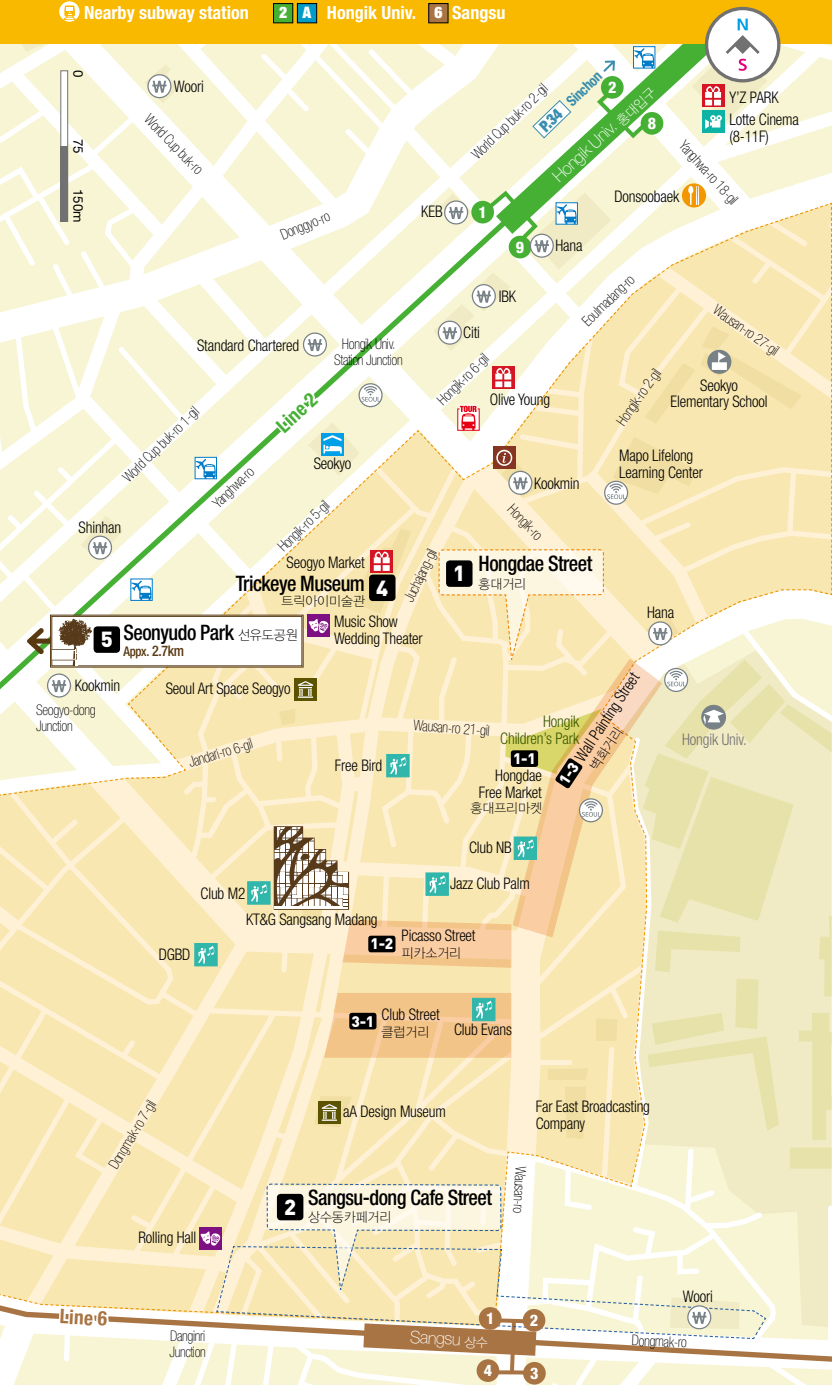 Nearby subway station 2 A Hongik Univ. 6 Sangsu
N
S
0
75
150m
Woori
World Cup buk-ro
World Cup buk-ro 2-gil
P.34 Sinchon
2
Hongik Univ. 홍대입구
8
Y'Z PARK
Lotte Cinema
(8-11F)
Yanghwa-ro 18-gil
Donsoobaek
KEB
1
9
Hana
Donggyo-ro
IBK
Citi
Eoulmadang-ro
Wausan-ro 27-gil
Standard Chartered
Hongik Univ.
Station Junction
SEOUL
Hongik-ro 6-gil
Olive Young
TOUR
Hongik-ro 2-gil
Seokyo
Elementary School
Line 2
World Cup buk-ro 1-gil
Yanghwa-ro
Seokyo
Kookmin
Mapo Lifelong
Learning Center
SEOUL
Hongik-ro
Hongik-ro 5-gil
Shinhan
Seogyo Market
Trickeye Museum 4
트릭아이미술관
Juchajang-gil
1 Hongdae Street
홍대거리
5 Seonyudo Park 선유도공원
Appx. 2.7km
Music Show
Wedding Theater
Hana
SEOUL
Kookmin
Seogyo-dong
Junction
Seoul Art Space Seogyo
Hongik Univ.
Wausan-ro 21-gil
Jandari-ro 6-gil
Hongik
Children's Park
1-1
Hongdae
Free Market
홍대프리마켓
1-3 Wall Painting Street
벽화거리
SEOUL
Free Bird
Club NB
Jazz Club Palm
Club M2
KT&G Sangsang Madang
DGBD
1-2 Picasso Street
피카소거리
3-1 Club Street
클럽거리
Club Evans
aA Design Museum
Far East Broadcasting
Company
Dongmak-ro 7-gil
Wausan-ro
2 Sangsu-dong Cafe Street
상수동카페거리
Rolling Hall
Woori
Line 6
Danginri
Junction
Sangsu 상수
1
2
4
3
Dongmak-ro